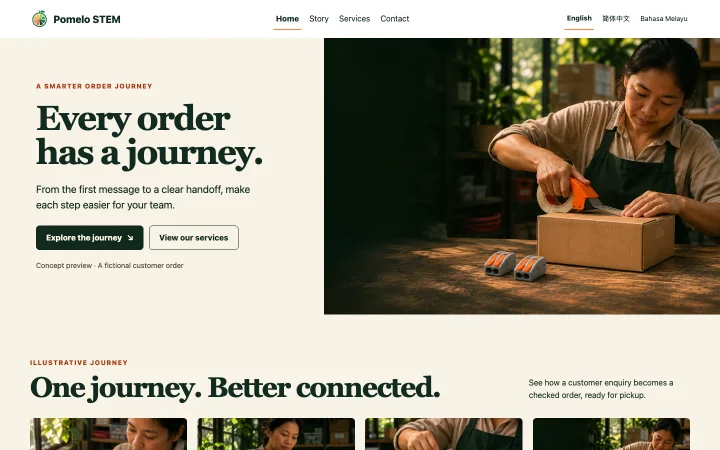 Pomelo STEM
Home
Story
Services
Contact
English
简体中文
Bahasa Melayu
A SMARTER ORDER JOURNEY
Every order
has a journey.
From the first message to a clear handoff, make
each step easier for your team.
Explore the journey ↘
View our services
Concept preview · A fictional customer order
ILLUSTRATIVE JOURNEY
One journey. Better connected.
See how a customer enquiry becomes a
checked order, ready for pickup.